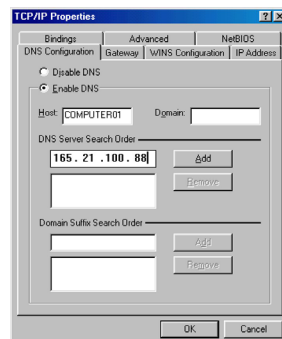 TCP/IP Properties
Bindings Advanced NetBIOS
DNS Configuration Gateway WINS Configuration IP Address
Disable DNS
Enable DNS
Host: COMPUTER01 Domain:
DNS Server Search Order
165.21.100.88 Add
Remove
Domain Suffix Search Order
Add
Remove
OK Cancel